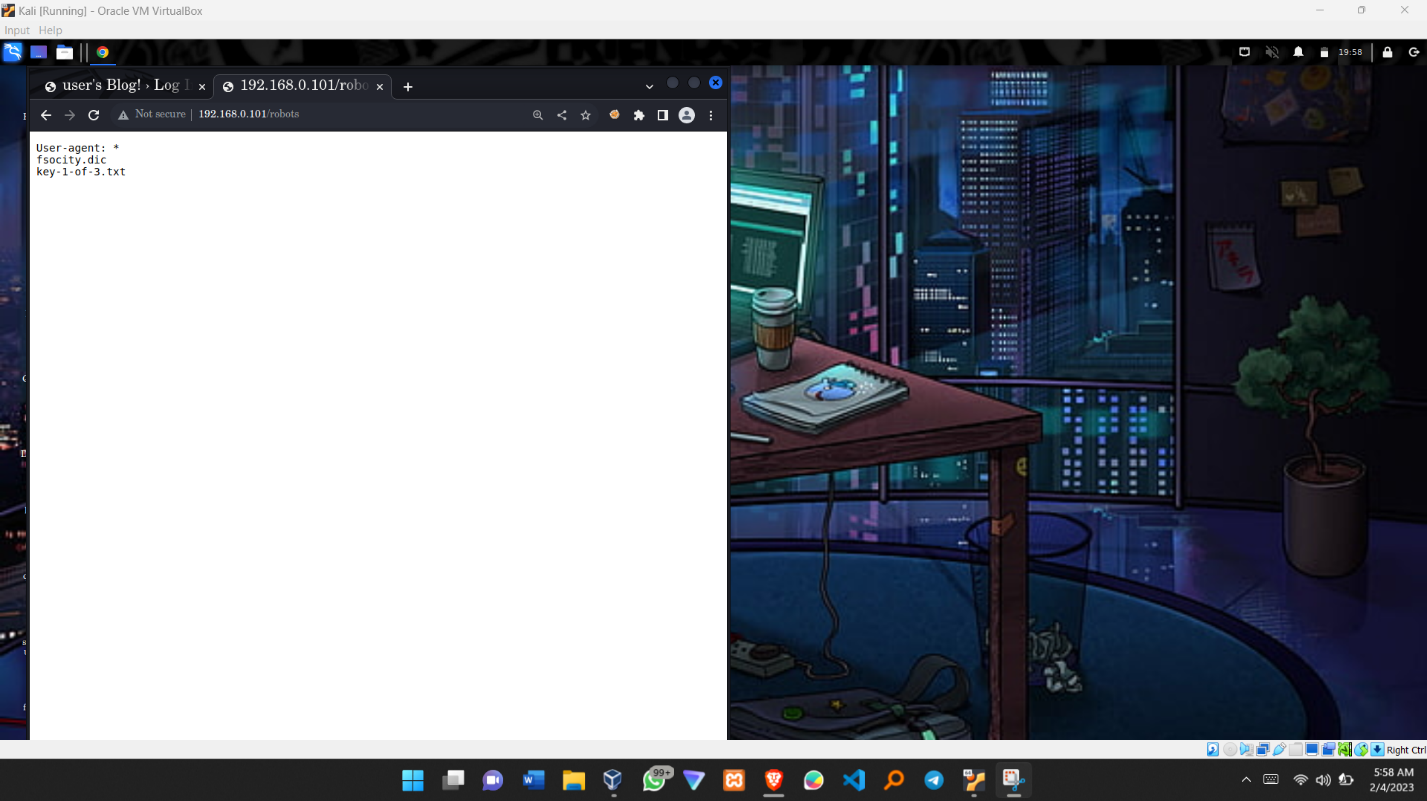 Kali [Running] - Oracle VM VirtualBox
Input Help
19:58
user's Blog! › Log I
192.168.0.101/robo
Not secure | 192.168.0.101/robots
User-agent: *
fsocity.dic
key-1-of-3.txt
Right Ctrl
99+
5:58 AM
2/4/2023